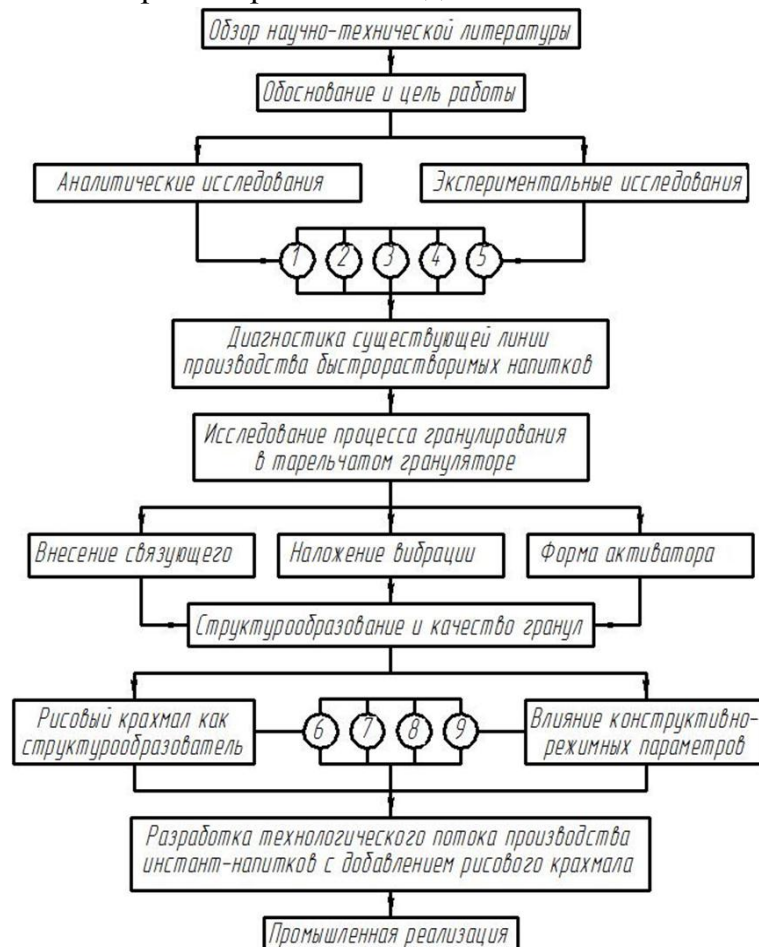 Обзор научно-технической литературы
Обоснование и цель работы
Аналитические исследования
Экспериментальные исследования
1 2 3 4 5
Диагностика существующей линии
производства быстрорастворимых напитков
Исследование процесса гранулирования
в тарельчатом грануляторе
Внесение связующего
Наложение вибрации
Форма активатора
Структурообразование и качество гранул
Рисовый крахмал как
структурообразователь
6 7 8 9
Влияние конструктивно-
режимных параметров
Разработка технологического потока производства
инстант-напитков с добавлением рисового крахмала
Промышленная реализация